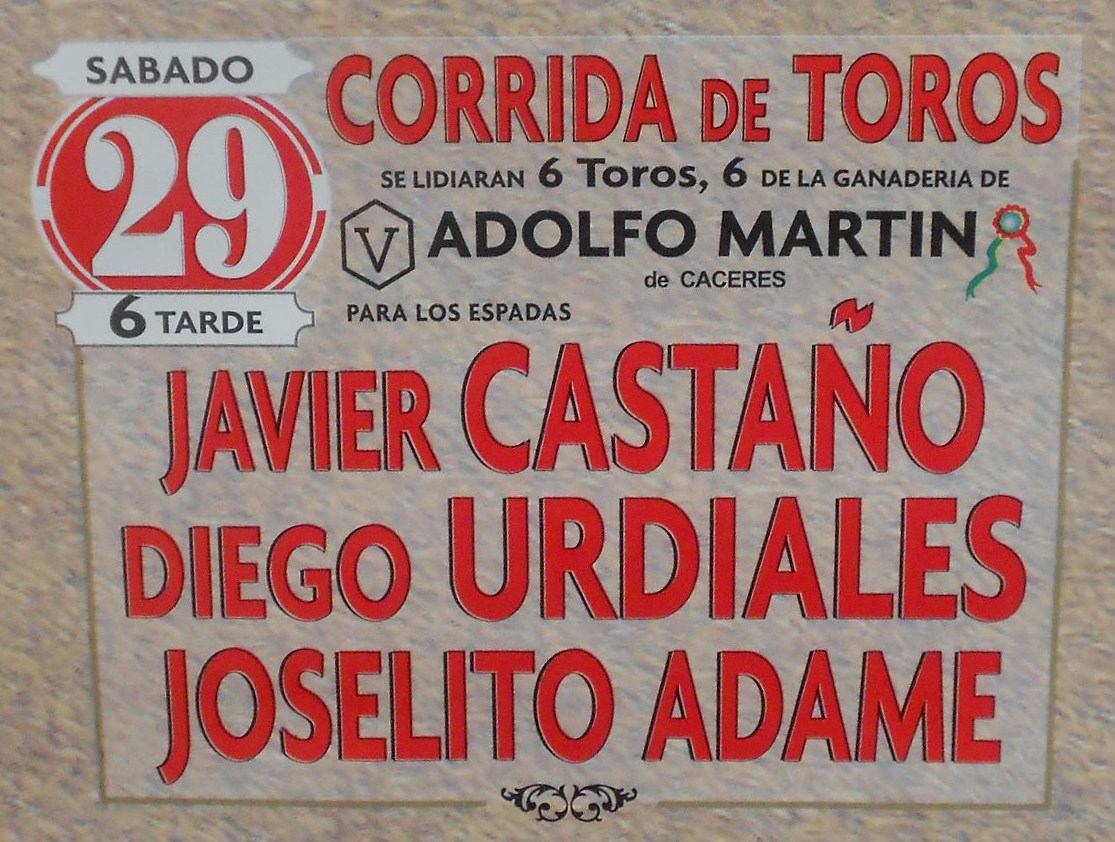 SABADO
29
6 TARDE
CORRIDA DE TOROS
SE LIDIARAN 6 Toros, 6 DE LA GANADERIA DE
V ADOLFO MARTIN
de CACERES
PARA LOS ESPADAS
JAVIER CASTAÑO
DIEGO URDIALES
JOSELITO ADAME